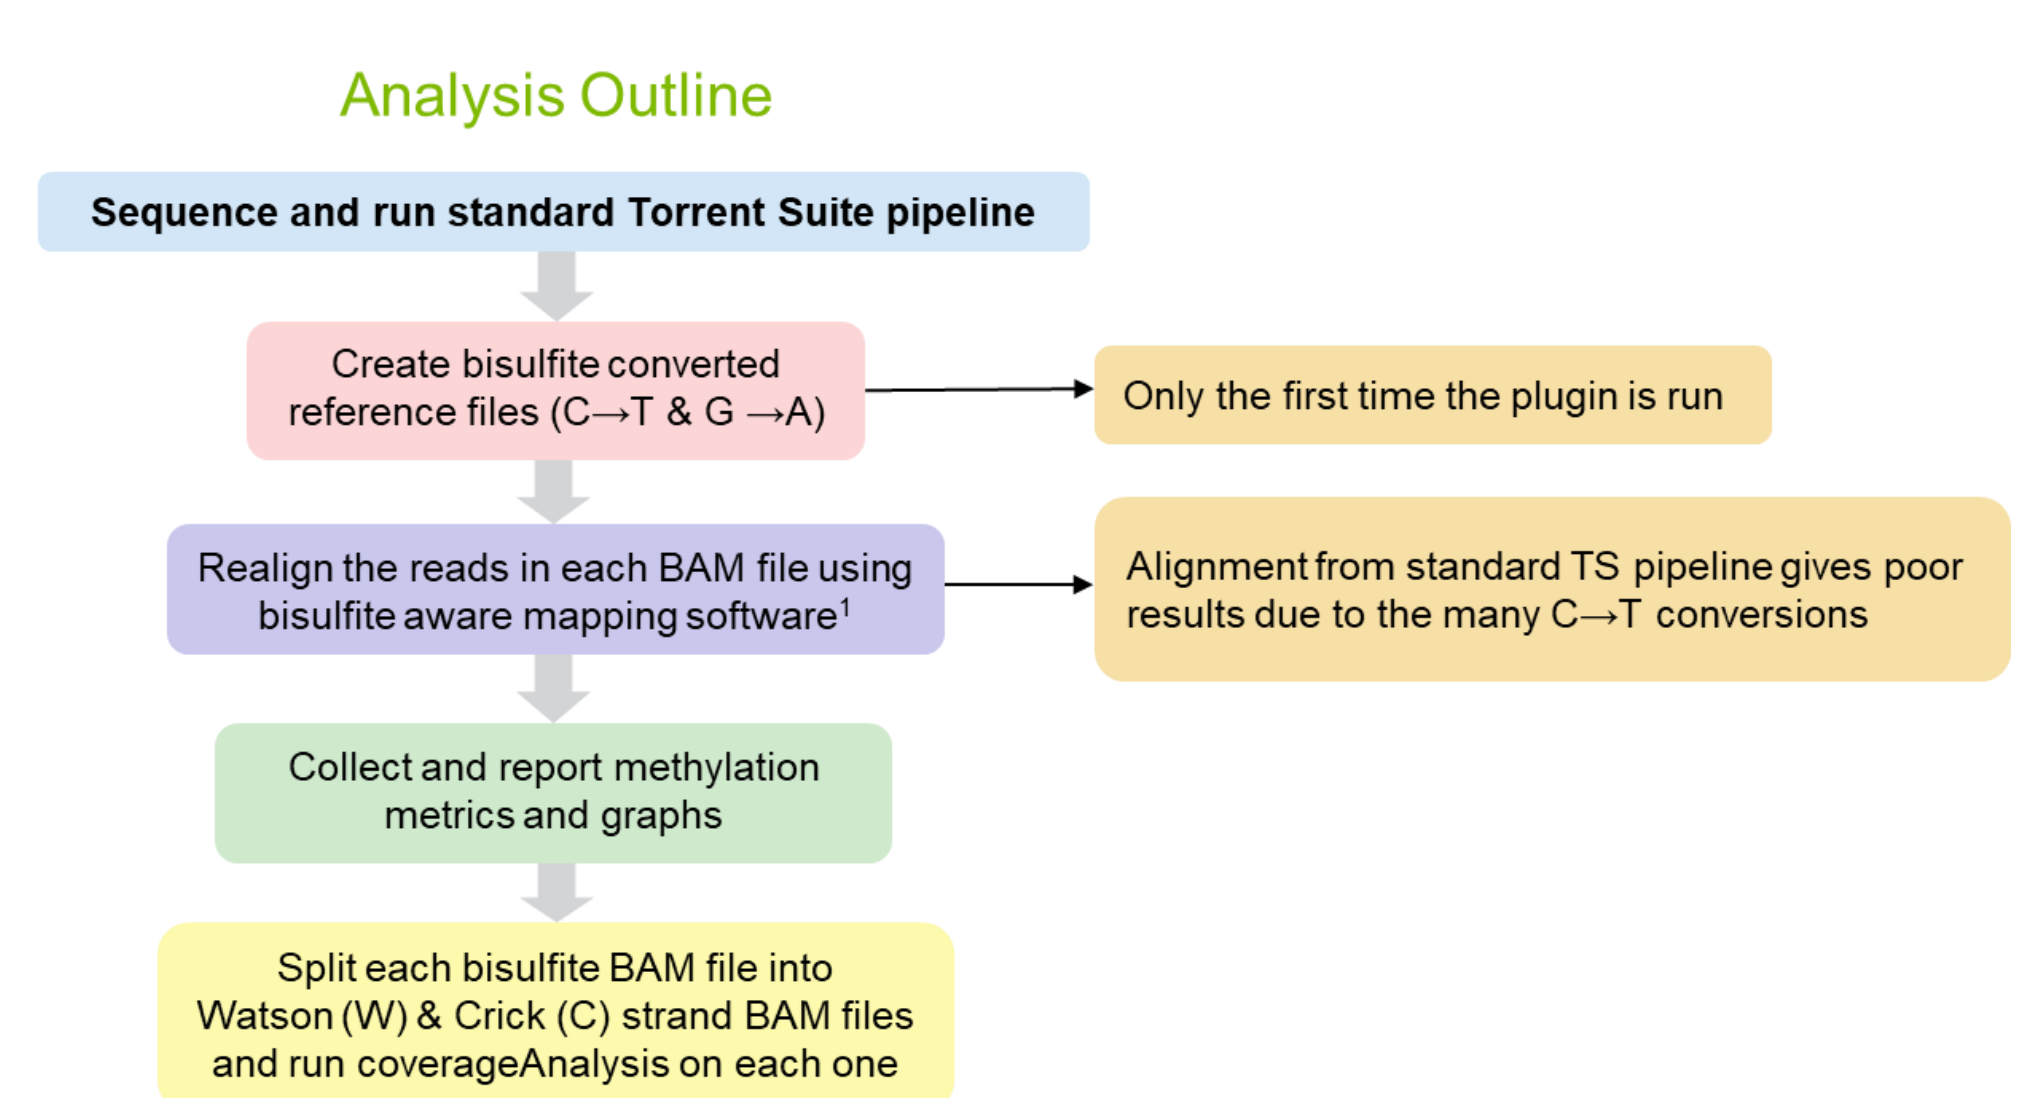 Analysis Outline
Sequence and run standard Torrent Suite pipeline
Create bisulfite converted
reference files (C→T & G →A)
Only the first time the plugin is run
Realign the reads in each BAM file using
bisulfite aware mapping software¹
Alignment from standard TS pipeline gives poor
results due to the many C→T conversions
Collect and report methylation
metrics and graphs
Split each bisulfite BAM file into
Watson (W) & Crick (C) strand BAM files
and run coverageAnalysis on each one